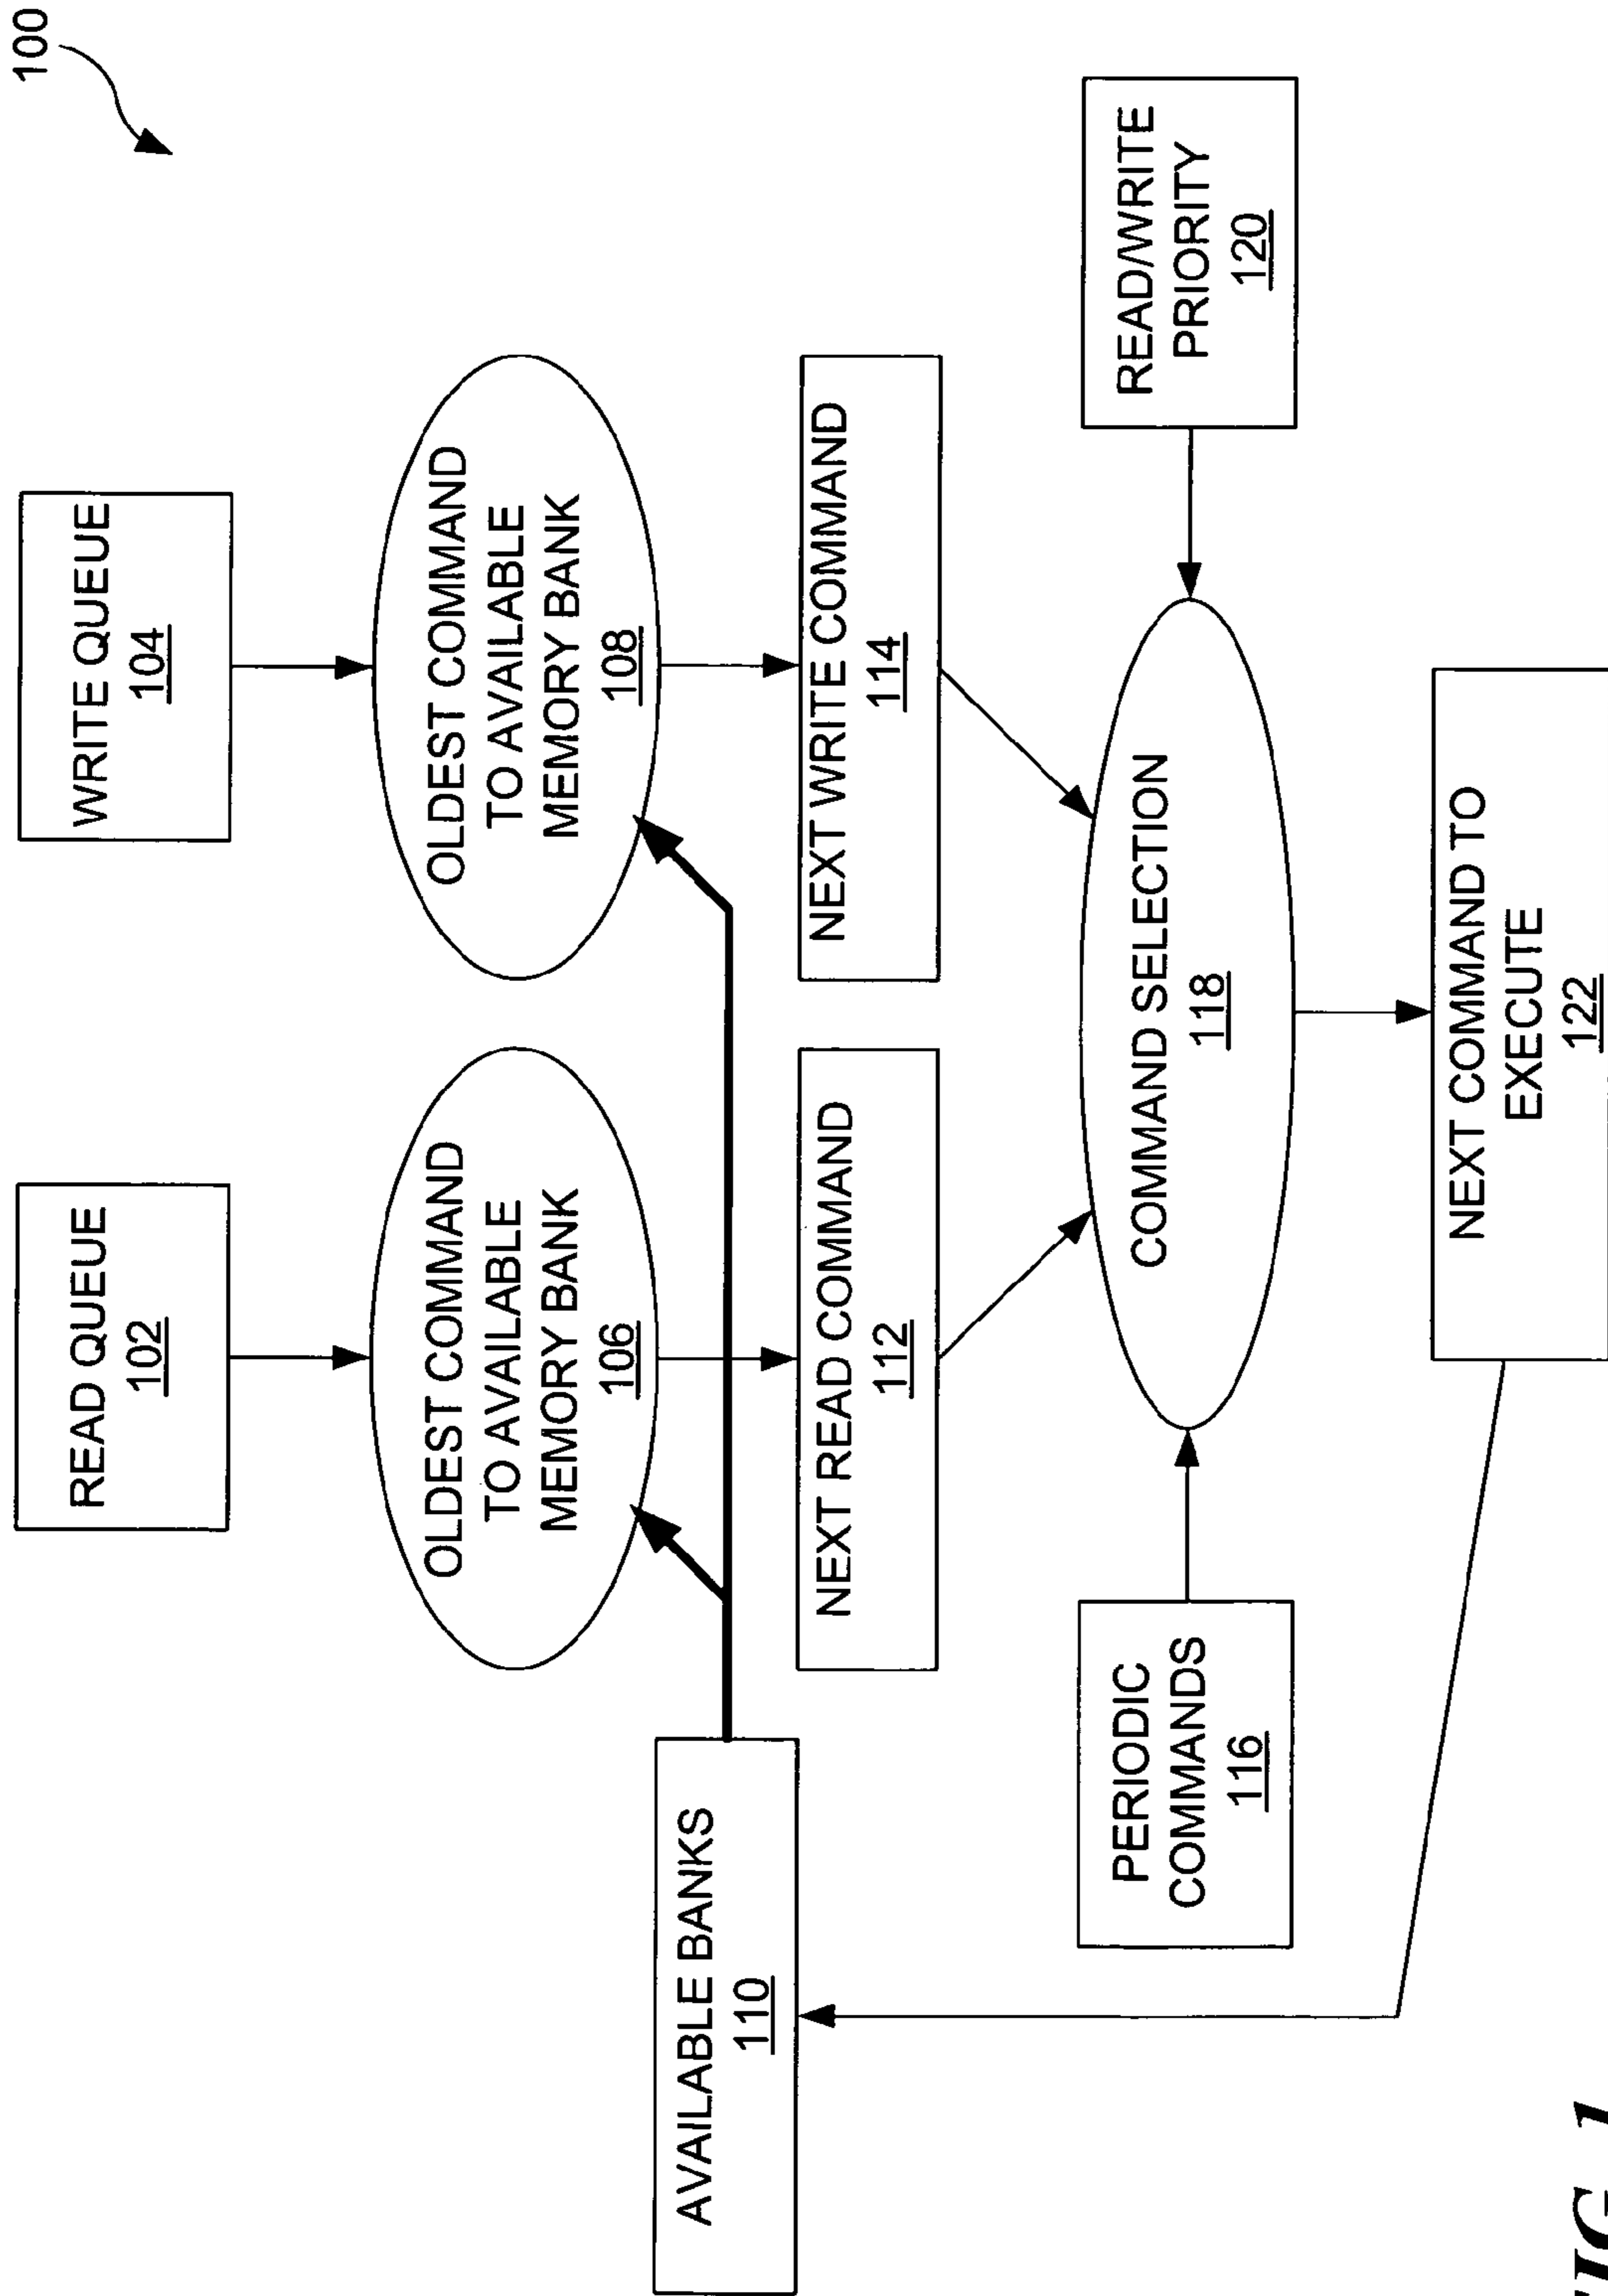 100
READ QUEUE
102
WRITE QUEUE
104
OLDEST COMMAND
TO AVAILABLE
MEMORY BANK
106
OLDEST COMMAND
TO AVAILABLE
MEMORY BANK
108
AVAILABLE BANKS
110
NEXT READ COMMAND
112
NEXT WRITE COMMAND
114
PERIODIC
COMMANDS
116
COMMAND SELECTION
118
READ/WRITE
PRIORITY
120
NEXT COMMAND TO
EXECUTE
122